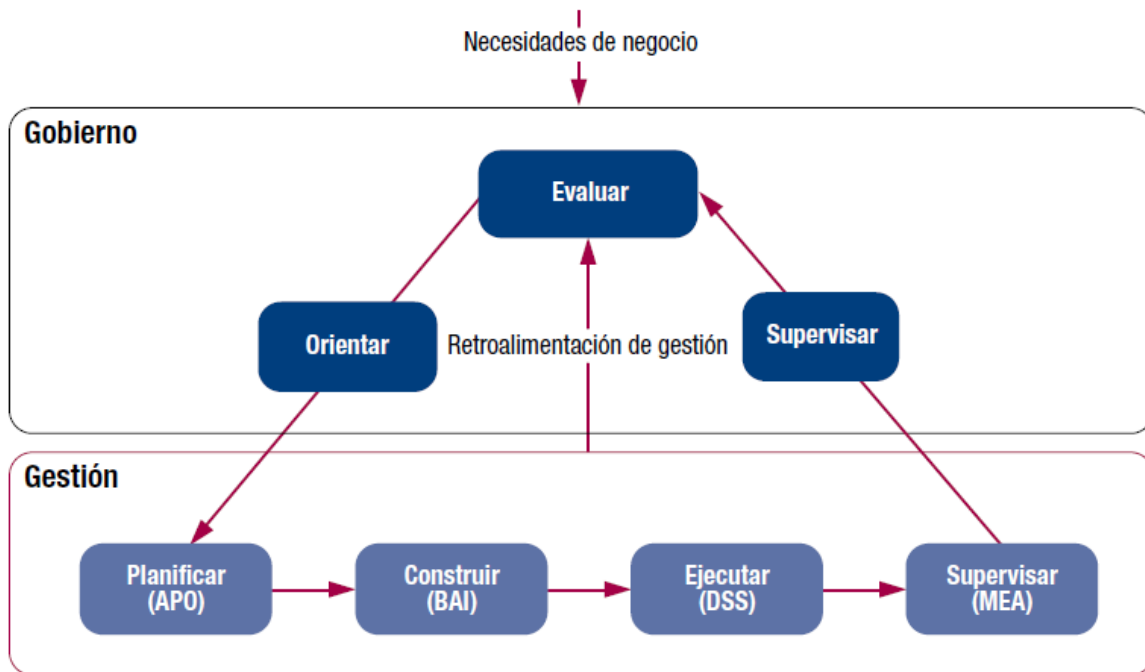 Necesidades de negocio
Gobierno
Evaluar
Orientar
Retroalimentación de gestión
Supervisar
Gestión
Planificar
(APO)
Construir
(BAI)
Ejecutar
(DSS)
Supervisar
(MEA)